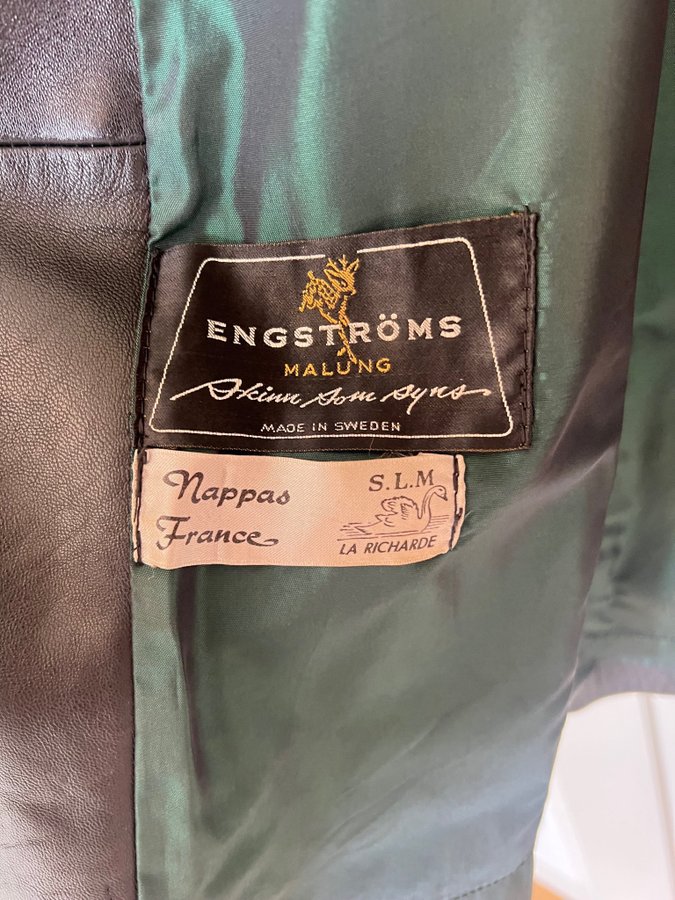 ENGSTRÖMS
MALUNG
Skinn som syns
MADE IN SWEDEN
Nappas
France
S.L.M
LA RICHARDE